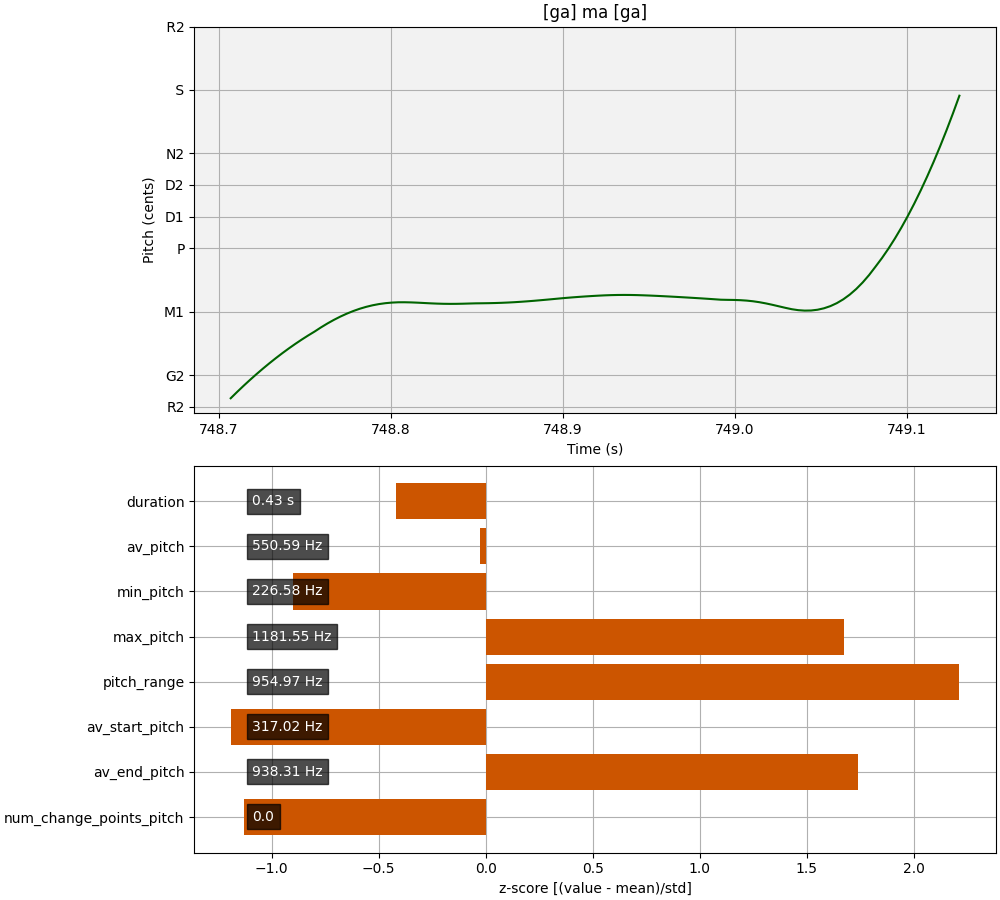 [ga] ma [ga]
R2
S
N2
D2
D1
P
M1
G2
R2
Pitch (cents)
748.7 748.8 748.9 749.0 749.1
Time (s)
duration 0.43 s
av_pitch 550.59 Hz
min_pitch 226.58 Hz
max_pitch 1181.55 Hz
pitch_range 954.97 Hz
av_start_pitch 317.02 Hz
av_end_pitch 938.31 Hz
num_change_points_pitch 0.0
−1.0 −0.5 0.0 0.5 1.0 1.5 2.0
z-score [(value - mean)/std]